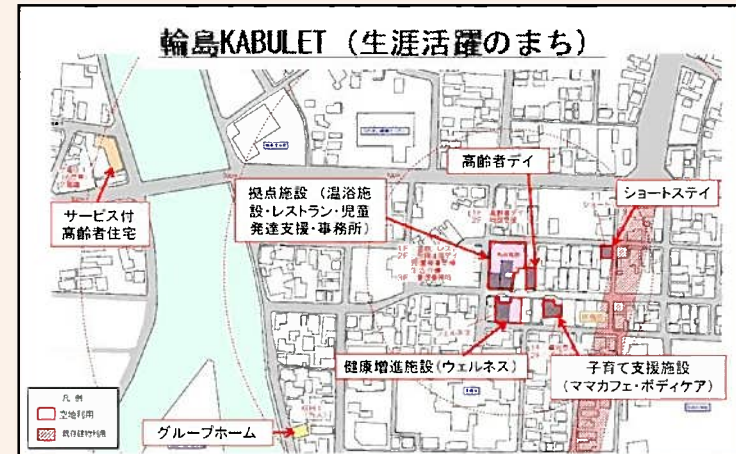 輪島KABULET（生涯活躍のまち）
高齢者デイ
拠点施設（温浴施
設・レストラン・児童
発達支援・事務所）
ショートステイ
サービス付
高齢者住宅
健康増進施設(ウェルネス)
子育て支援施設
（ママカフェ・ボディケア）
グループホーム
凡例
空地利用
既存建物利用